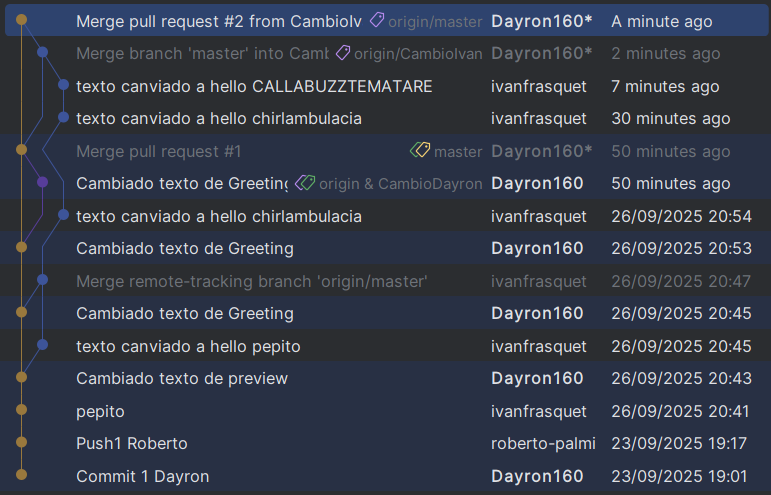 Merge pull request #2 from CambioIv origin/master Dayron160* A minute ago
Merge branch 'master' into Camb origin/CambioIvan Dayron160* 2 minutes ago
texto canviado a hello CALLABUZZTEMATARE ivanfrasquet 7 minutes ago
texto canviado a hello chirlambulacia ivanfrasquet 30 minutes ago
Merge pull request #1 master Dayron160* 50 minutes ago
Cambiado texto de Greeting origin & CambioDayron Dayron160 50 minutes ago
texto canviado a hello chirlambulacia ivanfrasquet 26/09/2025 20:54
Cambiado texto de Greeting Dayron160 26/09/2025 20:53
Merge remote-tracking branch 'origin/master' ivanfrasquet 26/09/2025 20:47
Cambiado texto de Greeting Dayron160 26/09/2025 20:45
texto canviado a hello pepito ivanfrasquet 26/09/2025 20:45
Cambiado texto de preview Dayron160 26/09/2025 20:43
pepito ivanfrasquet 26/09/2025 20:41
Push1 Roberto roberto-palmi 23/09/2025 19:17
Commit 1 Dayron Dayron160 23/09/2025 19:01